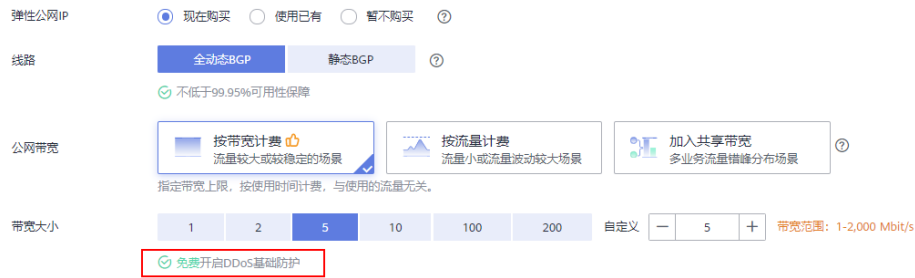 弹性公网IP 现在购买 使用已有 暂不购买 ?
线路 全动态BGP 静态BGP ?
不低于99.95%可用性保障
公网带宽 按带宽计费 按流量计费 加入共享带宽 ?
流量较大或较稳定的场景 流量小或流量波动较大场景 多业务流量错峰分布场景
指定带宽上限，按使用时间计费，与使用的流量无关。
带宽大小 1 2 5 10 100 200 自定义 — 5 + 带宽范围：1-2,000 Mbit/s
免费开启DDoS基础防护